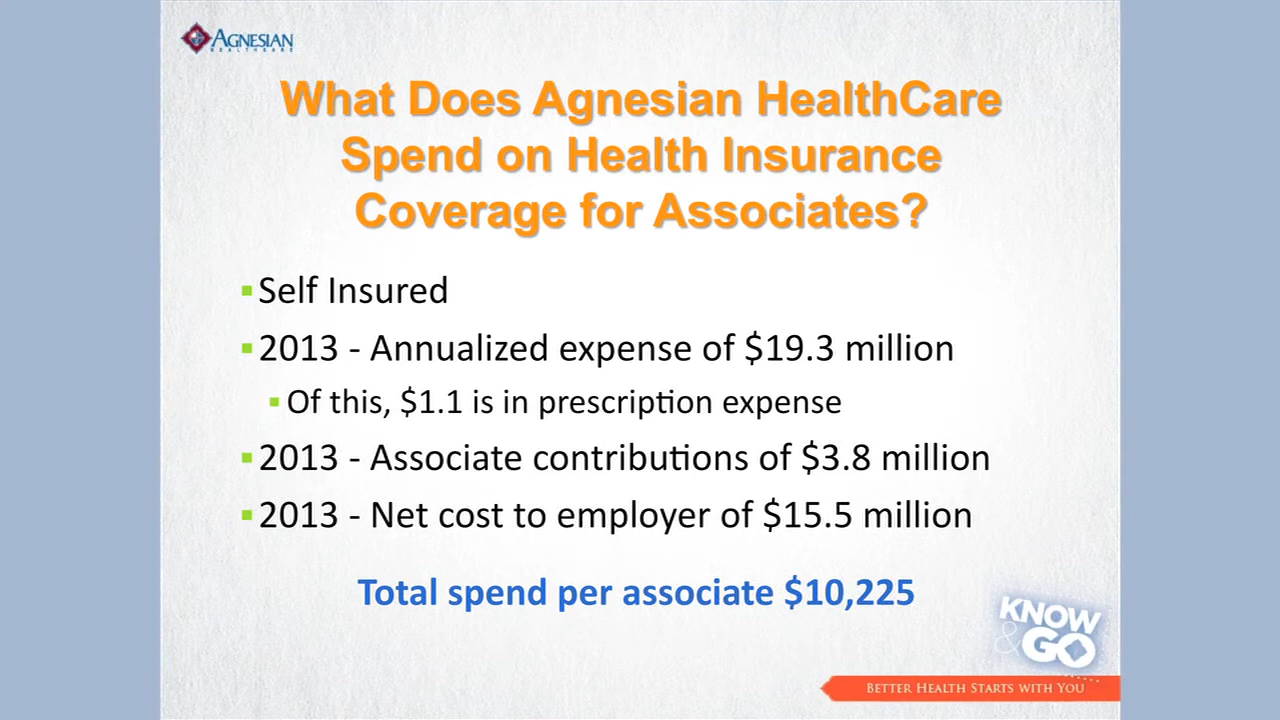 AGNESIAN
HEALTHCARE
What Does Agnesian HealthCare
Spend on Health Insurance
Coverage for Associates?
▪Self Insured
▪2013 - Annualized expense of $19.3 million
▪Of this, $1.1 is in prescription expense
▪2013 - Associate contributions of $3.8 million
▪2013 - Net cost to employer of $15.5 million
Total spend per associate $10,225
KNOW
& GO
BETTER HEALTH STARTS WITH YOU